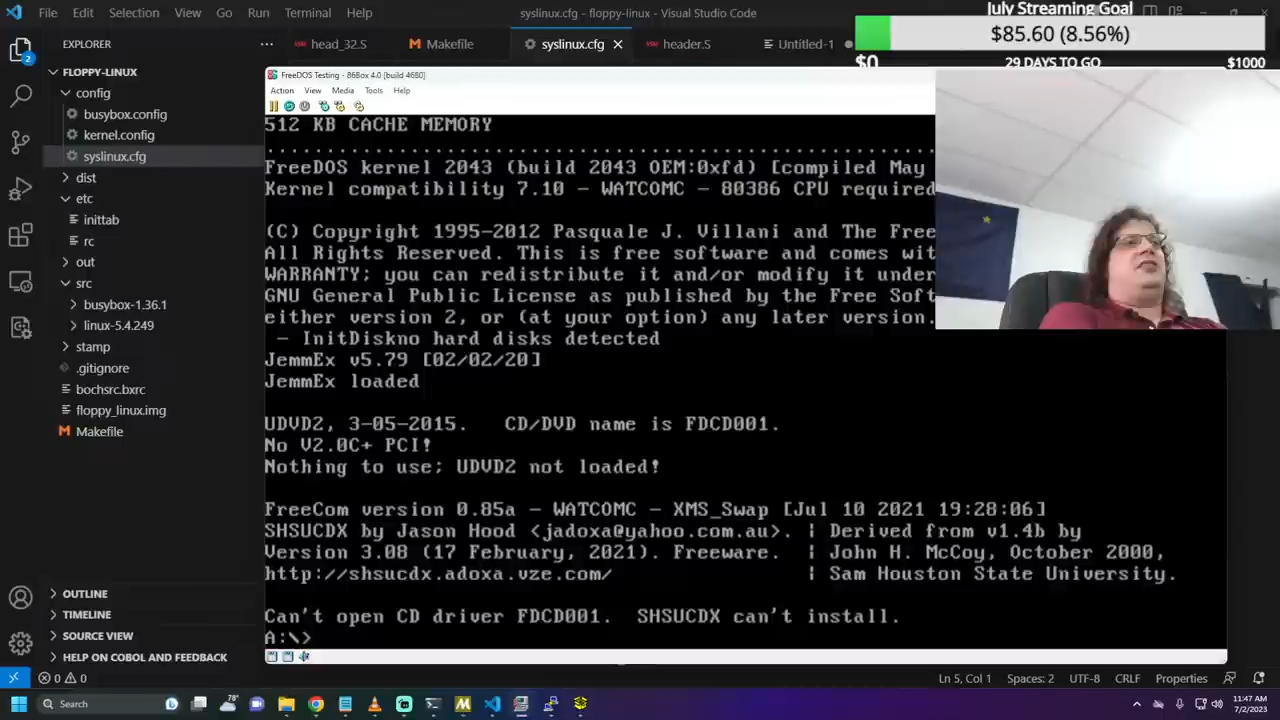 File Edit Selection View Go Run Terminal Help
syslinux.cfg - floppy-linux - Visual Studio Code
July Streaming Goal
$85.60 (8.56%)
$0 29 DAYS TO GO $1000
EXPLORER
head_32.S
Makefile
syslinux.cfg
header.S
Untitled-1
2
FLOPPY-LINUX
config
busybox.config
kernel.config
syslinux.cfg
dist
etc
inittab
rc
out
src
busybox-1.36.1
linux-5.4.249
stamp
.gitignore
bochsrc.bxrc
floppy_linux.img
Makefile
OUTLINE
TIMELINE
SOURCE VIEW
HELP ON COBOL AND FEEDBACK
FreeDOS Testing - 86Box 4.0 [build 4680]
Action View Media Tools Help
512 KB CACHE MEMORY
FreeDOS kernel 2043 (build 2043 OEM:0xfd) [compiled May
Kernel compatibility 7.10 - WATCOMC - 80386 CPU required
(C) Copyright 1995-2012 Pasquale J. Villani and The Free
All Rights Reserved. This is free software and comes wit
WARRANTY; you can redistribute it and/or modify it under
GNU General Public License as published by the Free Soft
either version 2, or (at your option) any later version.
- InitDiskno hard disks detected
JemmEx v5.79 [02/02/20]
JemmEx loaded
UDVD2, 3-05-2015. CD/DVD name is FDCD001.
No V2.0C+ PCI!
Nothing to use; UDVD2 not loaded!
FreeCom version 0.85a - WATCOMC - XMS_Swap [Jul 10 2021 19:28:06]
SHSUCDX by Jason Hood <jadoxa@yahoo.com.au>. | Derived from v1.4b by
Version 3.08 (17 February, 2021). Freeware. | John H. McCoy, October 2000,
http://shsucdx.adoxa.vze.com/ | Sam Houston State University.
Can't open CD driver FDCD001. SHSUCDX can't install.
A:\>
0 0
Ln 5, Col 1 Spaces: 2 UTF-8 CRLF Properties
Search
78°
11:47 AM
7/2/2023